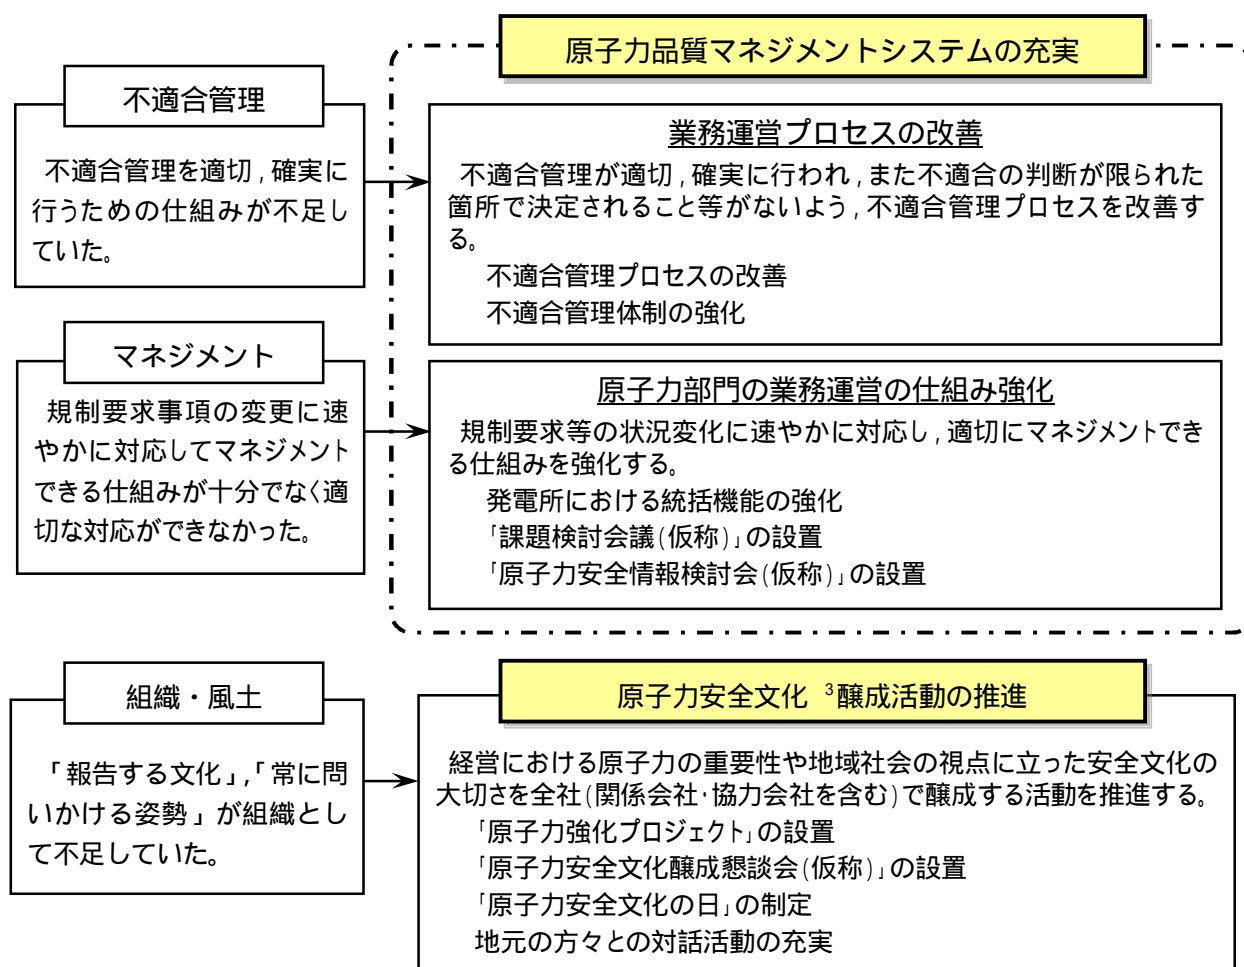 原子力品質マネジメントシステムの充実
不適合管理
不適合管理を適切,確実に
行うための仕組みが不足し
ていた。
業務運営プロセスの改善
不適合管理が適切,確実に行われ,また不適合の判断が限られた
箇所で決定されること等がないよう,不適合管理プロセスを改善す
る。
不適合管理プロセスの改善
不適合管理体制の強化
マネジメント
規制要求事項の変更に速
やかに対応してマネジメント
できる仕組みが十分でなく適
切な対応ができなかった。
原子力部門の業務運営の仕組み強化
規制要求等の状況変化に速やかに対応し,適切にマネジメントでき
る仕組みを強化する。
発電所における統括機能の強化
「課題検討会議(仮称)」の設置
「原子力安全情報検討会(仮称)」の設置
組織・風土
「報告する文化」,「常に問
いかける姿勢」が組織とし
て不足していた。
原子力安全文化 3醸成活動の推進
経営における原子力の重要性や地域社会の視点に立った安全文化の
大切さを全社(関係会社・協力会社を含む)で醸成する活動を推進する。
「原子力強化プロジェクト」の設置
「原子力安全文化醸成懇談会(仮称)」の設置
「原子力安全文化の日」の制定
地元の方々との対話活動の充実